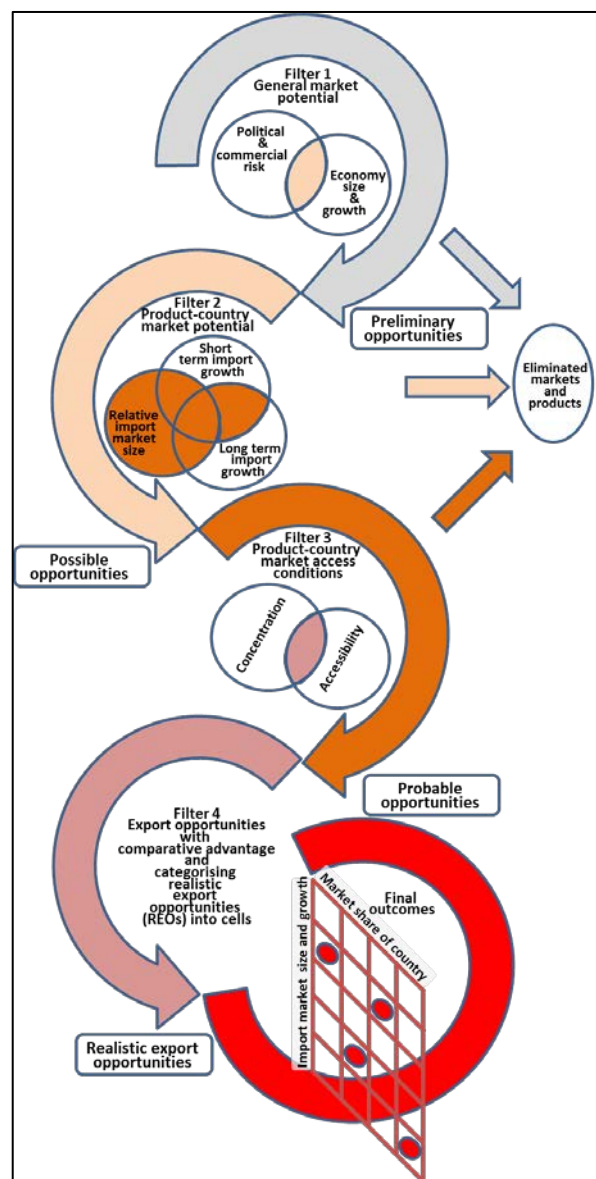 Filter 1
General market
potential
Political
&
commercial
risk
Economy
size
&
growth
Preliminary
opportunities
Eliminated
markets
and
products
Filter 2
Product-country
market potential
Short
term import
growth
Relative
import
market
size
Long term
import
growth
Possible
opportunities
Filter 3
Product-country
market access
conditions
Concentration
Accessibility
Probable
opportunities
Filter 4
Export opportunities
with
comparative advantage
and
categorising
realistic
export
opportunities
(REOs) into cells
Final
outcomes
Market share of country
Import market size and growth
Realistic export
opportunities